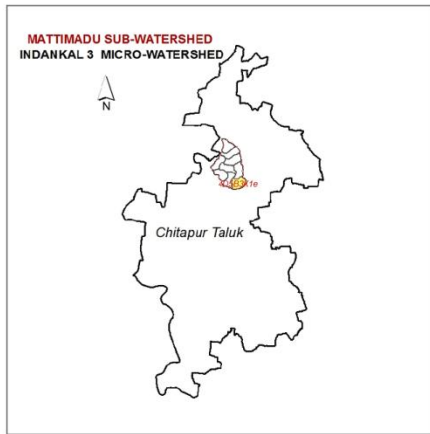 MATTIMADU SUB-WATERSHED
INDANKAL 3 MICRO-WATERSHED
N
Chitapur Taluk